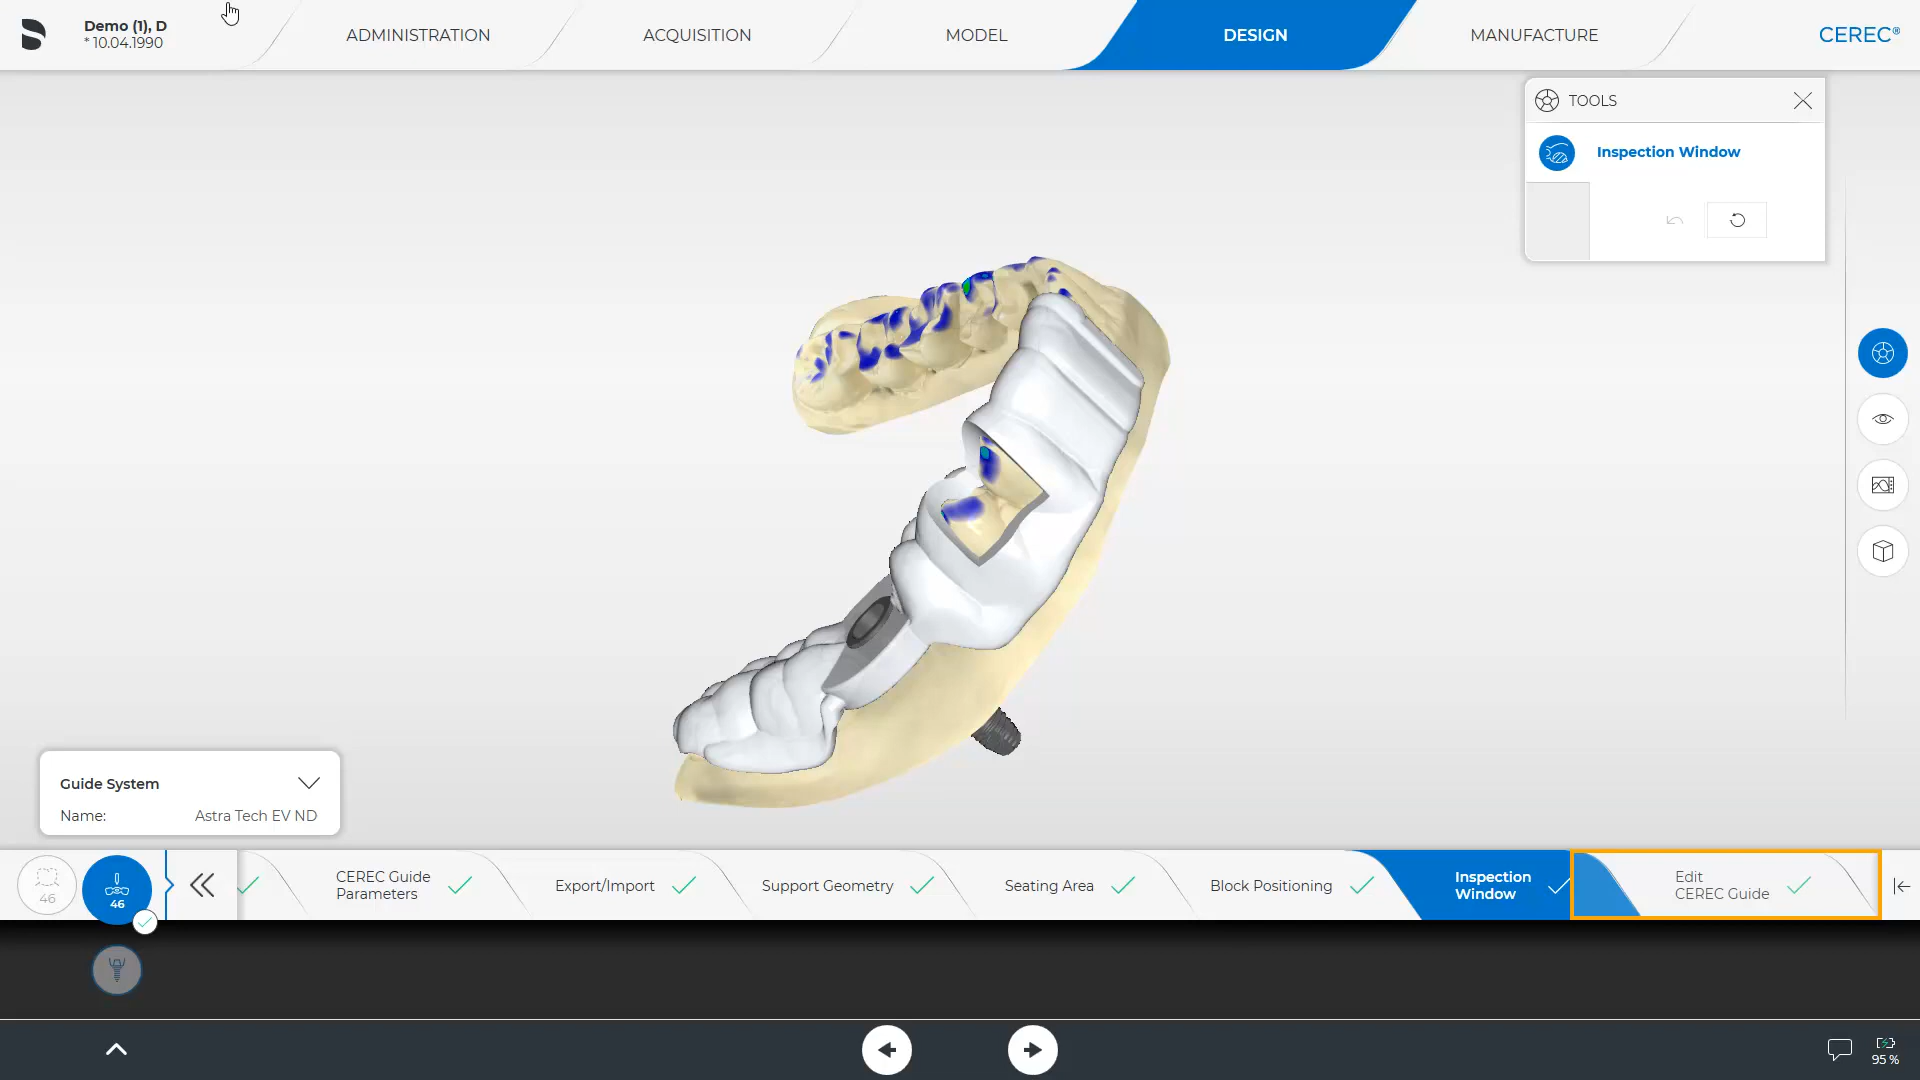 Demo (1), D
* 10.04.1990
ADMINISTRATION
ACQUISITION
MODEL
DESIGN
MANUFACTURE
CEREC®
TOOLS
Inspection Window
Guide System
Name:
Astra Tech EV ND
46
46
CEREC Guide
Parameters
Export/Import
Support Geometry
Seating Area
Block Positioning
Inspection
Window
Edit
CEREC Guide
95 %